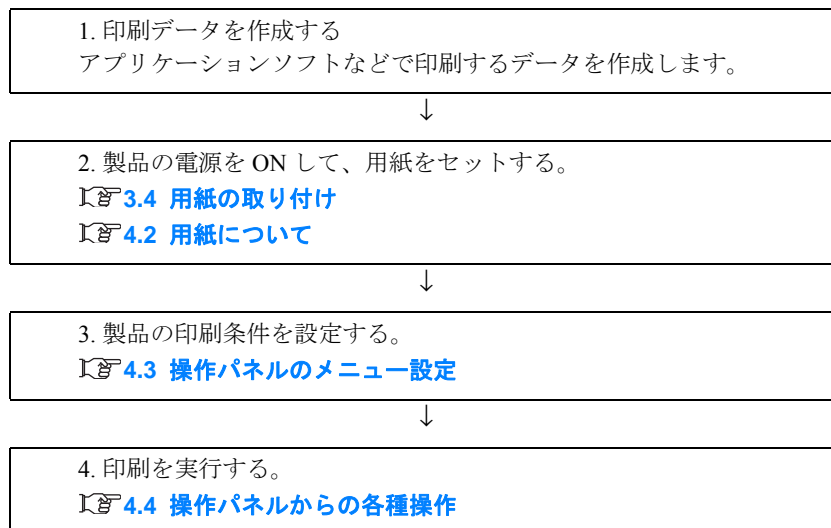 1. 印刷データを作成する
アプリケーションソフトなどで印刷するデータを作成します。
↓
2. 製品の電源を ON して、用紙をセットする。
3.4 用紙の取り付け
4.2 用紙について
↓
3. 製品の印刷条件を設定する。
4.3 操作パネルのメニュー設定
↓
4. 印刷を実行する。
4.4 操作パネルからの各種操作